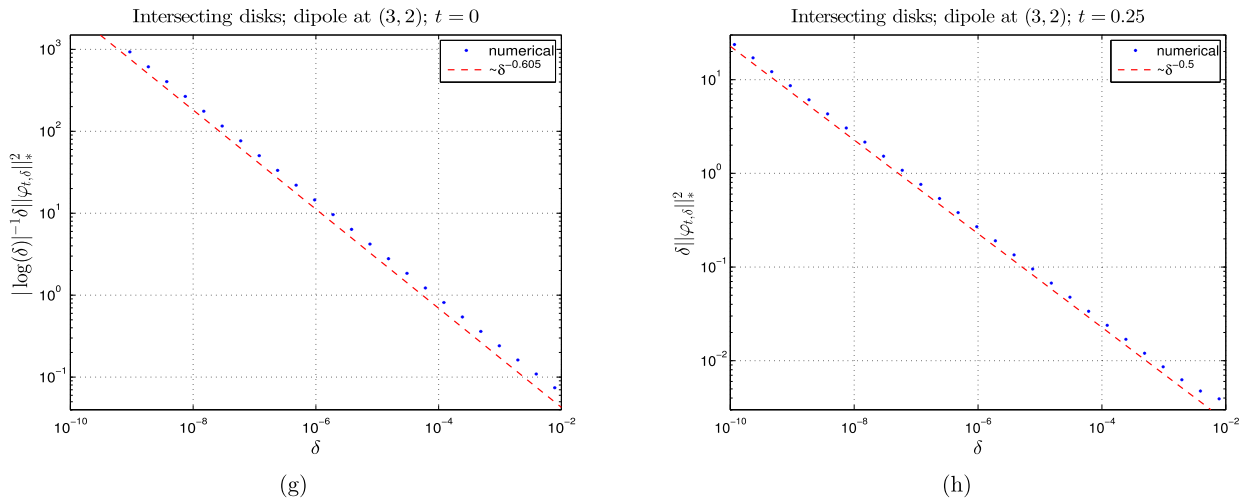 Intersecting disks; dipole at (3, 2); t = 0
10^3
10^2
10^1
10^0
10^−1
|log(δ)|^−1 δ||φ_{t,δ}||_*^2
numerical
~δ^−0.605
10^−10
10^−8
10^−6
10^−4
10^−2
δ
(g)
Intersecting disks; dipole at (3, 2); t = 0.25
10^1
10^0
10^−1
10^−2
δ||φ_{t,δ}||_*^2
numerical
~δ^−0.5
10^−10
10^−8
10^−6
10^−4
10^−2
δ
(h)